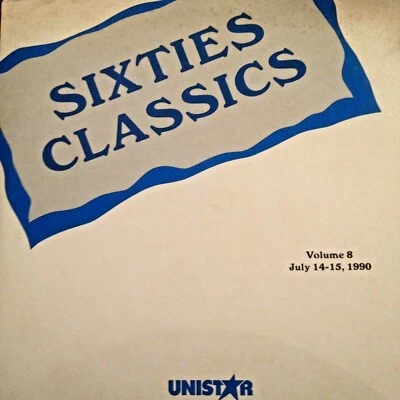 SIXTIES
CLASSICS
Volume 8
July 14-15, 1990
UNISTAR